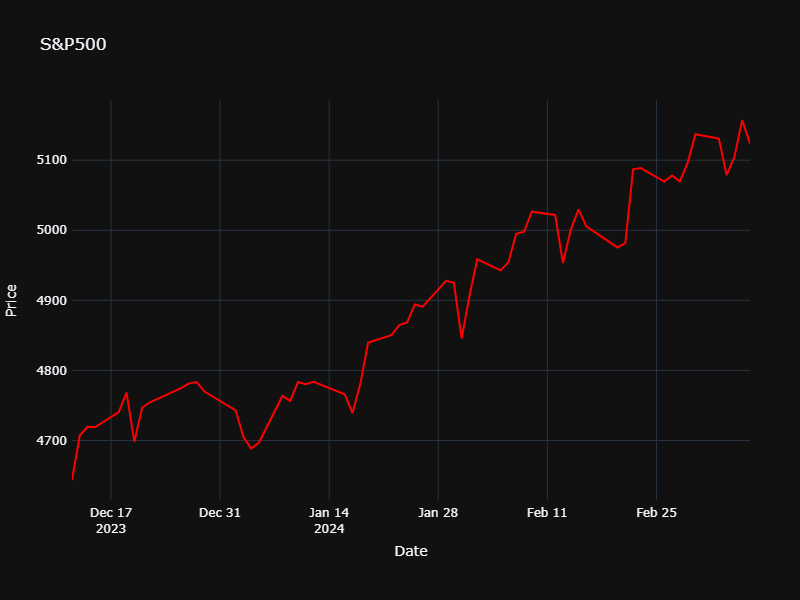 S&P500
Price
5100
5000
4900
4800
4700
Dec 17
2023
Dec 31
Jan 14
2024
Jan 28
Feb 11
Feb 25
Date